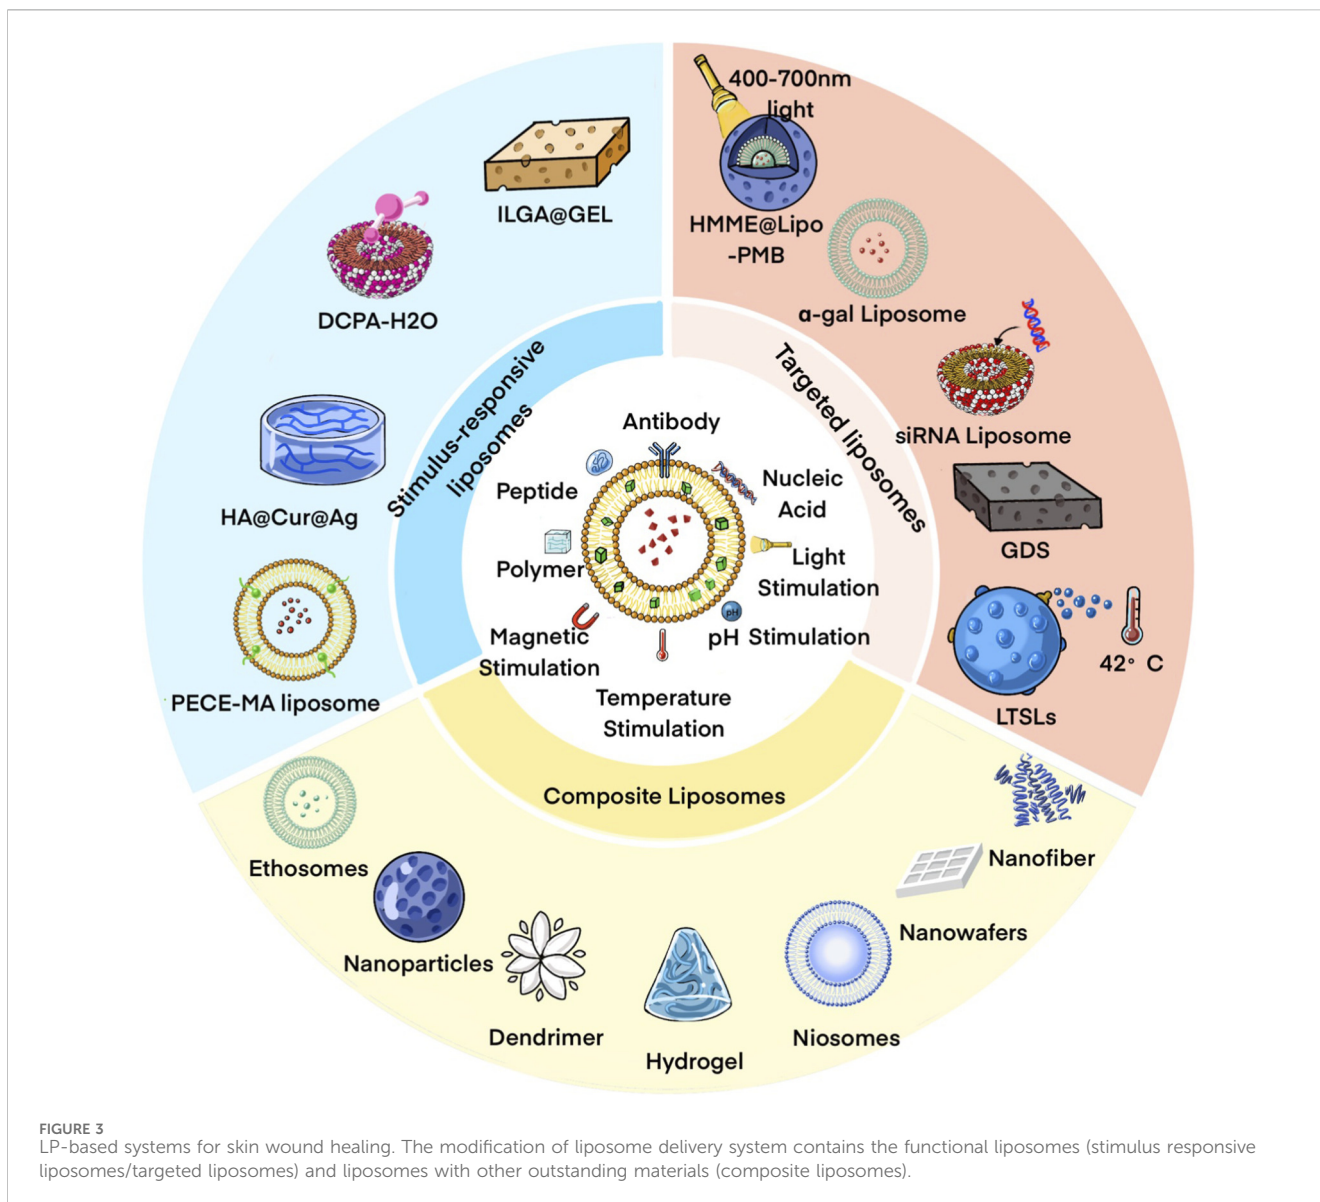 400-700nm
light
HMME@Lipo
-PMB
α-gal Liposome
siRNA Liposome
GDS
42° C
LTSLs
ILGA@GEL
DCPA-H2O
HA@Cur@Ag
PECE-MA liposome
Stimulus-responsive
liposomes
Targeted liposomes
Antibody
Peptide
Nucleic
Acid
Polymer
Light
Stimulation
Magnetic
Stimulation
pH
pH Stimulation
Temperature
Stimulation
Composite Liposomes
Ethosomes
Nanoparticles
Dendrimer
Hydrogel
Niosomes
Nanowafers
Nanofiber
FIGURE 3
LP-based systems for skin wound healing. The modification of liposome delivery system contains the functional liposomes (stimulus responsive
liposomes/targeted liposomes) and liposomes with other outstanding materials (composite liposomes).